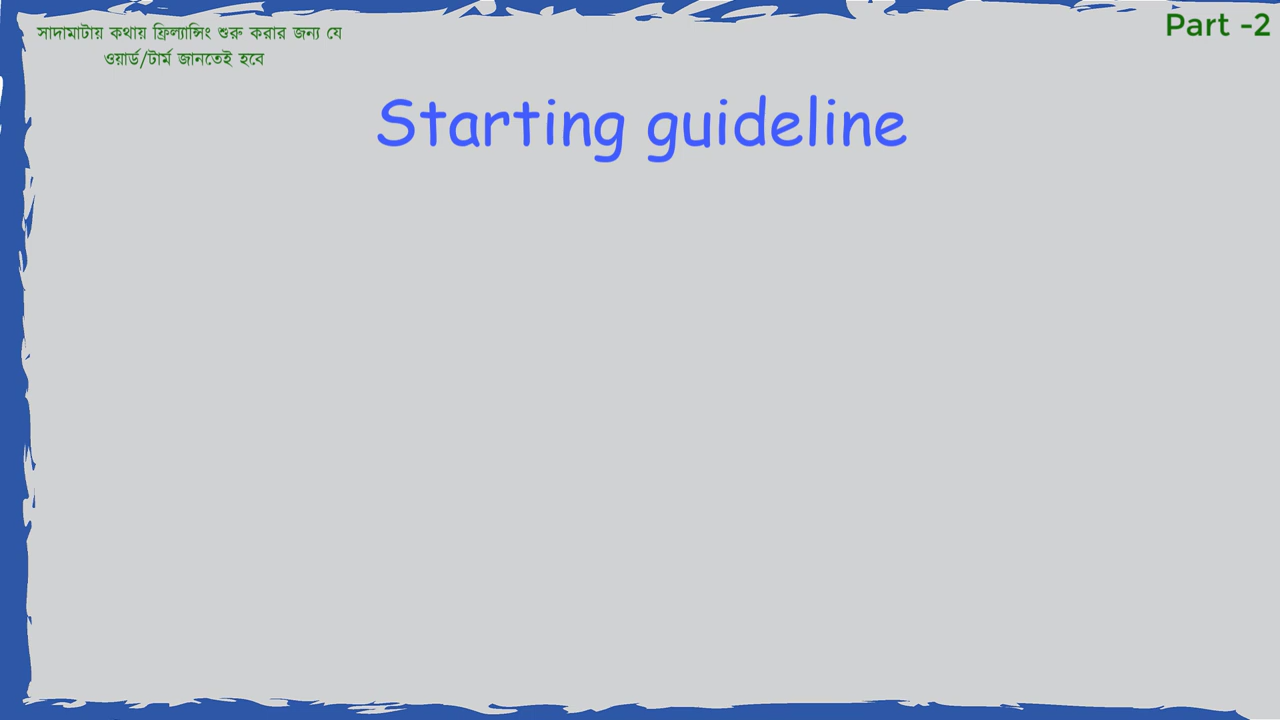 সাদামাটায় কথায় ফ্রিল্যান্সিং শুরু করার জন্য যে
ওয়ার্ড/টার্ম জানতেই হবে
Part -2
Starting guideline